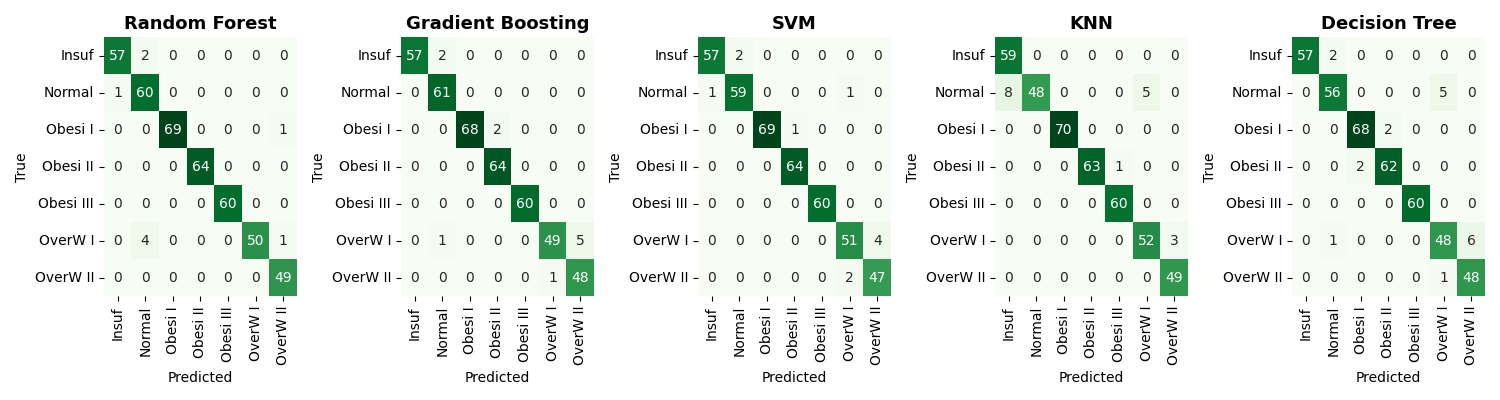 Random Forest
True
Insuf 57 2 0 0 0 0 0
Normal 1 60 0 0 0 0 0
Obesi I 0 0 69 0 0 0 1
Obesi II 0 0 0 64 0 0 0
Obesi III 0 0 0 0 60 0 0
OverW I 0 4 0 0 0 50 1
OverW II 0 0 0 0 0 0 49
Insuf Normal Obesi I Obesi II Obesi III OverW I OverW II
Predicted
Gradient Boosting
True
Insuf 57 2 0 0 0 0 0
Normal 0 61 0 0 0 0 0
Obesi I 0 0 68 2 0 0 0
Obesi II 0 0 0 64 0 0 0
Obesi III 0 0 0 0 60 0 0
OverW I 0 1 0 0 0 49 5
OverW II 0 0 0 0 0 1 48
Insuf Normal Obesi I Obesi II Obesi III OverW I OverW II
Predicted
SVM
True
Insuf 57 2 0 0 0 0 0
Normal 1 59 0 0 0 1 0
Obesi I 0 0 69 1 0 0 0
Obesi II 0 0 0 64 0 0 0
Obesi III 0 0 0 0 60 0 0
OverW I 0 0 0 0 0 51 4
OverW II 0 0 0 0 0 2 47
Insuf Normal Obesi I Obesi II Obesi III OverW I OverW II
Predicted
KNN
True
Insuf 59 0 0 0 0 0 0
Normal 8 48 0 0 0 5 0
Obesi I 0 0 70 0 0 0 0
Obesi II 0 0 0 63 1 0 0
Obesi III 0 0 0 0 60 0 0
OverW I 0 0 0 0 0 52 3
OverW II 0 0 0 0 0 0 49
Insuf Normal Obesi I Obesi II Obesi III OverW I OverW II
Predicted
Decision Tree
True
Insuf 57 2 0 0 0 0 0
Normal 0 56 0 0 0 5 0
Obesi I 0 0 68 2 0 0 0
Obesi II 0 0 2 62 0 0 0
Obesi III 0 0 0 0 60 0 0
OverW I 0 1 0 0 0 48 6
OverW II 0 0 0 0 0 1 48
Insuf Normal Obesi I Obesi II Obesi III OverW I OverW II
Predicted